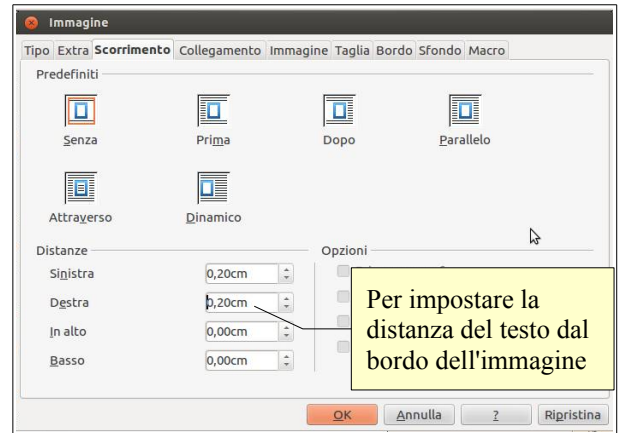 Immagine
Tipo Extra Scorrimento Collegamento Immagine Taglia Bordo Sfondo Macro
Predefiniti
Senza Prima Dopo Parallelo
Attraverso Dinamico
Distanze Opzioni
Sinistra 0,20cm
Destra 0,20cm
In alto 0,00cm
Basso 0,00cm
Per impostare la
distanza del testo dal
bordo dell'immagine
OK Annulla ? Ripristina